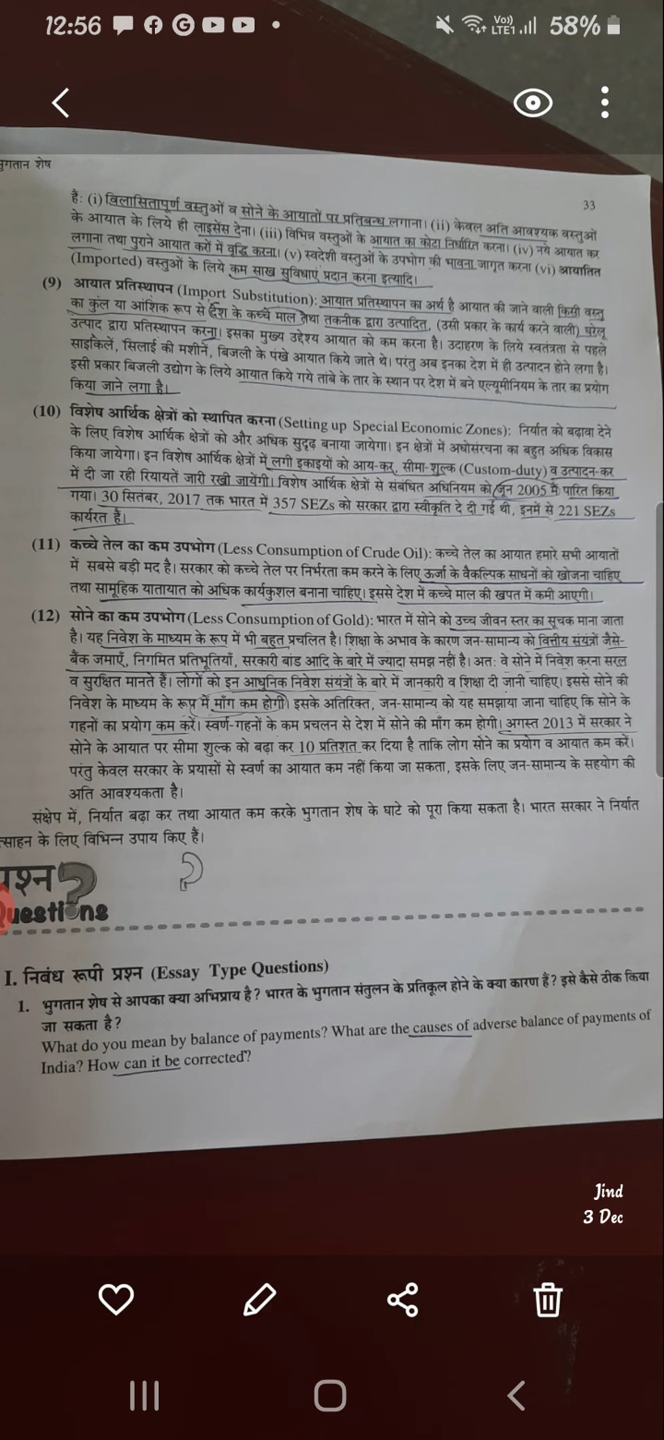 12:56
Vo))
LTE1
58%
भुगतान शेष
33
हैं: (i) विलासितापूर्ण वस्तुओं व सोने के आयातों पर प्रतिबन्ध लगाना। (ii) केवल अति आवश्यक वस्तुओं
के आयात के लिये ही लाइसेंस देना। (iii) विभिन्न वस्तुओं के आयात का कोटा निर्धारित करना। (iv) नये आयात कर
लगाना तथा पुराने आयात करों में वृद्धि करना। (v) स्वदेशी वस्तुओं के उपभोग की भावना जागृत करना (vi) आयातित
(Imported) वस्तुओं के लिये कम साख सुविधाएं प्रदान करना इत्यादि।
(9) आयात प्रतिस्थापन (Import Substitution): आयात प्रतिस्थापन का अर्थ है आयात की जाने वाली किसी वस्तु
का कुल या आंशिक रूप से देश के कच्चे माल तथा तकनीक द्वारा उत्पादित, (उसी प्रकार के कार्य करने वाली) घरेलू
उत्पाद द्वारा प्रतिस्थापन करना। इसका मुख्य उद्देश्य आयात को कम करना है। उदाहरण के लिये स्वतंत्रता से पहले
साइकिलें, सिलाई की मशीनें, बिजली के पंखे आयात किये जाते थे। परंतु अब इनका देश में ही उत्पादन होने लगा है।
इसी प्रकार बिजली उद्योग के लिये आयात किये गये तांबे के तार के स्थान पर देश में बने एल्यूमीनियम के तार का प्रयोग
किया जाने लगा है।
(10) विशेष आर्थिक क्षेत्रों को स्थापित करना (Setting up Special Economic Zones): निर्यात को बढ़ावा देने
के लिए विशेष आर्थिक क्षेत्रों को और अधिक सुदृढ़ बनाया जायेगा। इन क्षेत्रों में अधोसंरचना का बहुत अधिक विकास
किया जायेगा। इन विशेष आर्थिक क्षेत्रों में लगी इकाइयों को आय-कर, सीमा-शुल्क (Custom-duty) व उत्पादन-कर
में दी जा रही रियायतें जारी रखी जायेंगी। विशेष आर्थिक क्षेत्रों से संबंधित अधिनियम को जून 2005 में पारित किया
गया। 30 सितंबर, 2017 तक भारत में 357 SEZs को सरकार द्वारा स्वीकृति दे दी गई थी, इनमें से 221 SEZs
कार्यरत हैं।
(11) कच्चे तेल का कम उपभोग (Less Consumption of Crude Oil): कच्चे तेल का आयात हमारे सभी आयातों
में सबसे बड़ी मद है। सरकार को कच्चे तेल पर निर्भरता कम करने के लिए ऊर्जा के वैकल्पिक साधनों को खोजना चाहिए
तथा सामूहिक यातायात को अधिक कार्यकुशल बनाना चाहिए। इससे देश में कच्चे माल की खपत में कमी आएगी।
(12) सोने का कम उपभोग (Less Consumption of Gold): भारत में सोने को उच्च जीवन स्तर का सूचक माना जाता
है। यह निवेश के माध्यम के रूप में भी बहुत प्रचलित है। शिक्षा के अभाव के कारण जन-सामान्य को वित्तीय संयंत्रों जैसे-
बैंक जमाएँ, निगमित प्रतिभूतियाँ, सरकारी बांड आदि के बारे में ज्यादा समझ नहीं है। अतः वे सोने में निवेश करना सरल
व सुरक्षित मानते हैं। लोगों को इन आधुनिक निवेश संयंत्रों के बारे में जानकारी व शिक्षा दी जानी चाहिए। इससे सोने की
निवेश के माध्यम के रूप में माँग कम होगी। इसके अतिरिक्त, जन-सामान्य को यह समझाया जाना चाहिए कि सोने के
गहनों का प्रयोग कम करें। स्वर्ण-गहनों के कम प्रचलन से देश में सोने की माँग कम होगी। अगस्त 2013 में सरकार ने
सोने के आयात पर सीमा शुल्क को बढ़ा कर 10 प्रतिशत कर दिया है ताकि लोग सोने का प्रयोग व आयात कम करें।
परंतु केवल सरकार के प्रयासों से स्वर्ण का आयात कम नहीं किया जा सकता, इसके लिए जन-सामान्य के सहयोग की
अति आवश्यकता है।
संक्षेप में, निर्यात बढ़ा कर तथा आयात कम करके भुगतान शेष के घाटे को पूरा किया सकता है। भारत सरकार ने निर्यात
त्साहन के लिए विभिन्न उपाय किए हैं।
प्रश्न ?
Questions
I. निबंध रूपी प्रश्न (Essay Type Questions)
1. भुगतान शेष से आपका क्या अभिप्राय है? भारत के भुगतान संतुलन के प्रतिकूल होने के क्या कारण हैं? इसे कैसे ठीक किया
जा सकता है?
What do you mean by balance of payments? What are the causes of adverse balance of payments of
India? How can it be corrected?
Jind
3 Dec